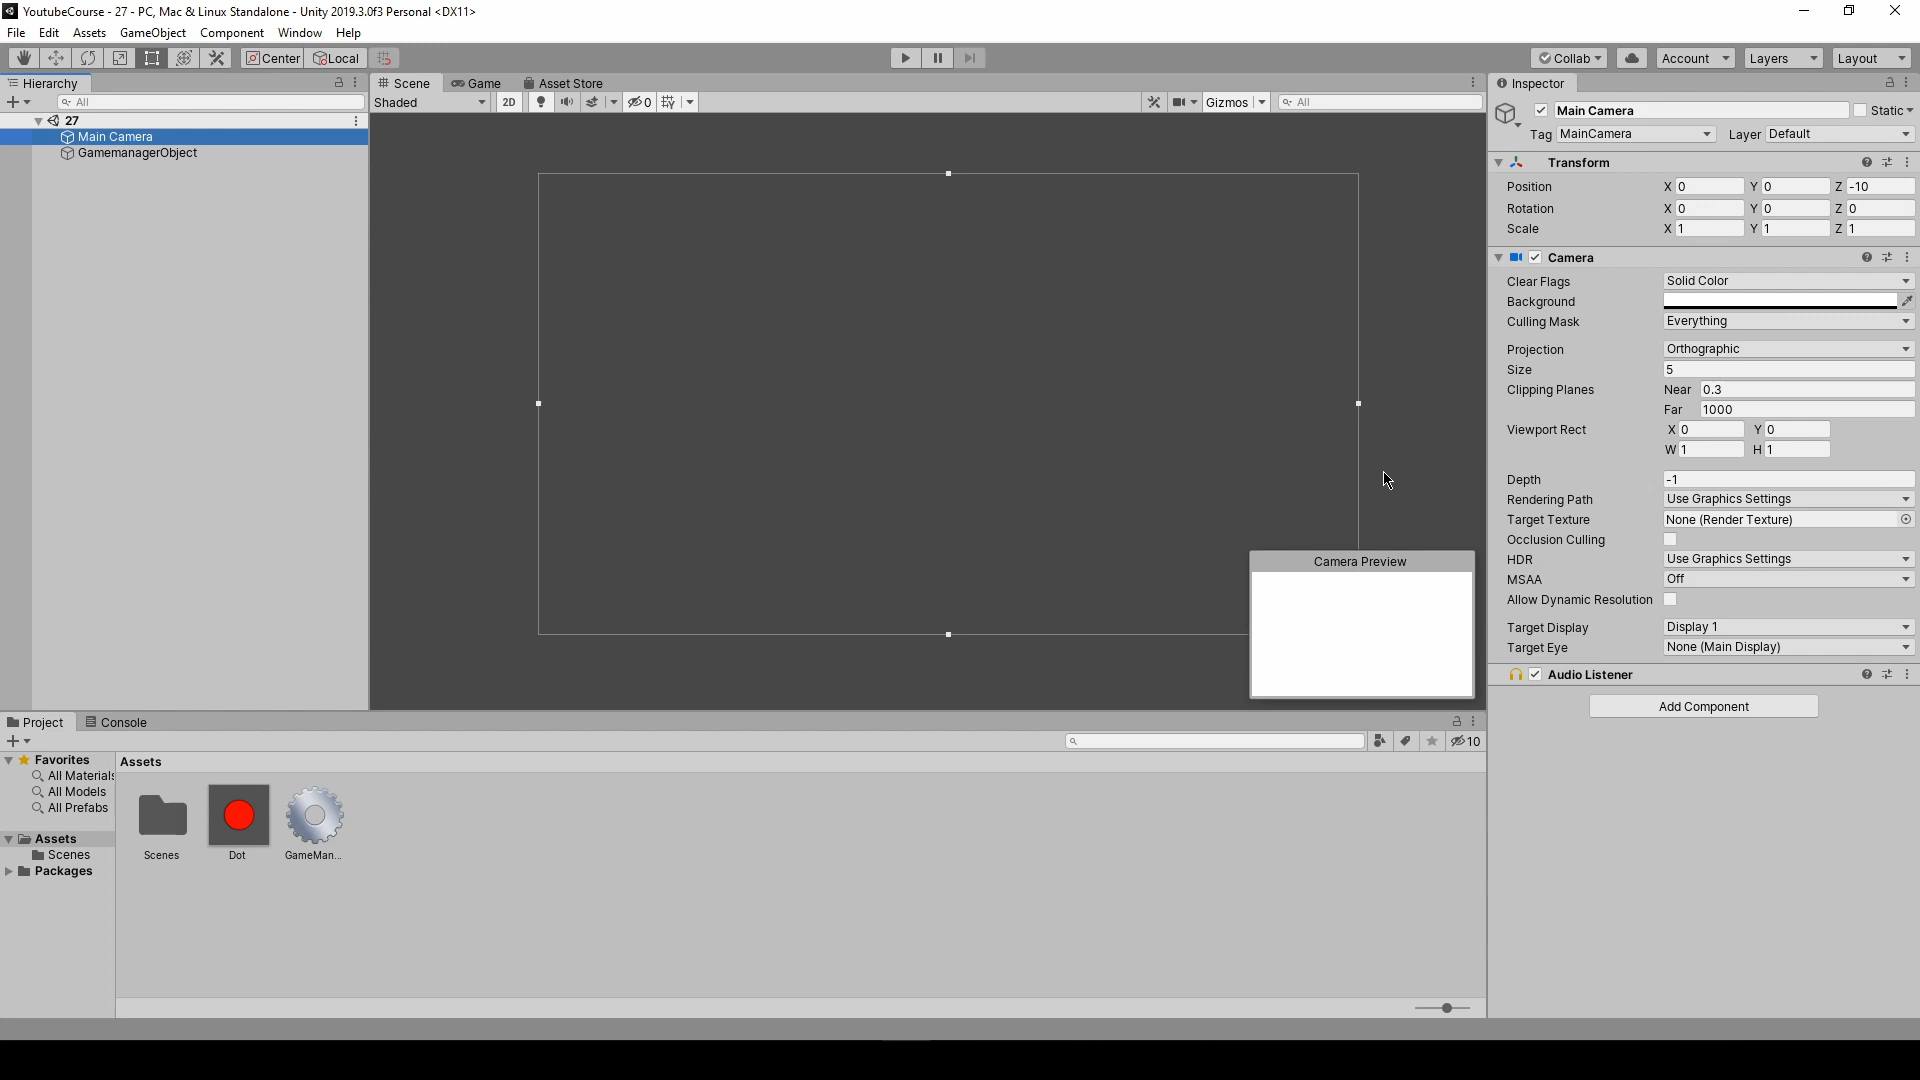 YoutubeCourse - 27 - PC, Mac & Linux Standalone - Unity 2019.3.0f3 Personal <DX11>
File Edit Assets GameObject Component Window Help
Center Local Collab Account Layers Layout
Hierarchy
All
27
Main Camera
GamemanagerObject
Scene Game Asset Store
Shaded 2D 0 Gizmos All
Camera Preview
Inspector
Main Camera Static
Tag MainCamera Layer Default
Transform
Position X 0 Y 0 Z -10
Rotation X 0 Y 0 Z 0
Scale X 1 Y 1 Z 1
Camera
Clear Flags Solid Color
Background
Culling Mask Everything
Projection Orthographic
Size 5
Clipping Planes Near 0.3
Far 1000
Viewport Rect X 0 Y 0
W 1 H 1
Depth -1
Rendering Path Use Graphics Settings
Target Texture None (Render Texture)
Occlusion Culling
HDR Use Graphics Settings
MSAA Off
Allow Dynamic Resolution
Target Display Display 1
Target Eye None (Main Display)
Audio Listener
Add Component
Project Console
10
Favorites
All Materials
All Models
All Prefabs
Assets
Scenes
Packages
Assets
Scenes Dot GameMan...